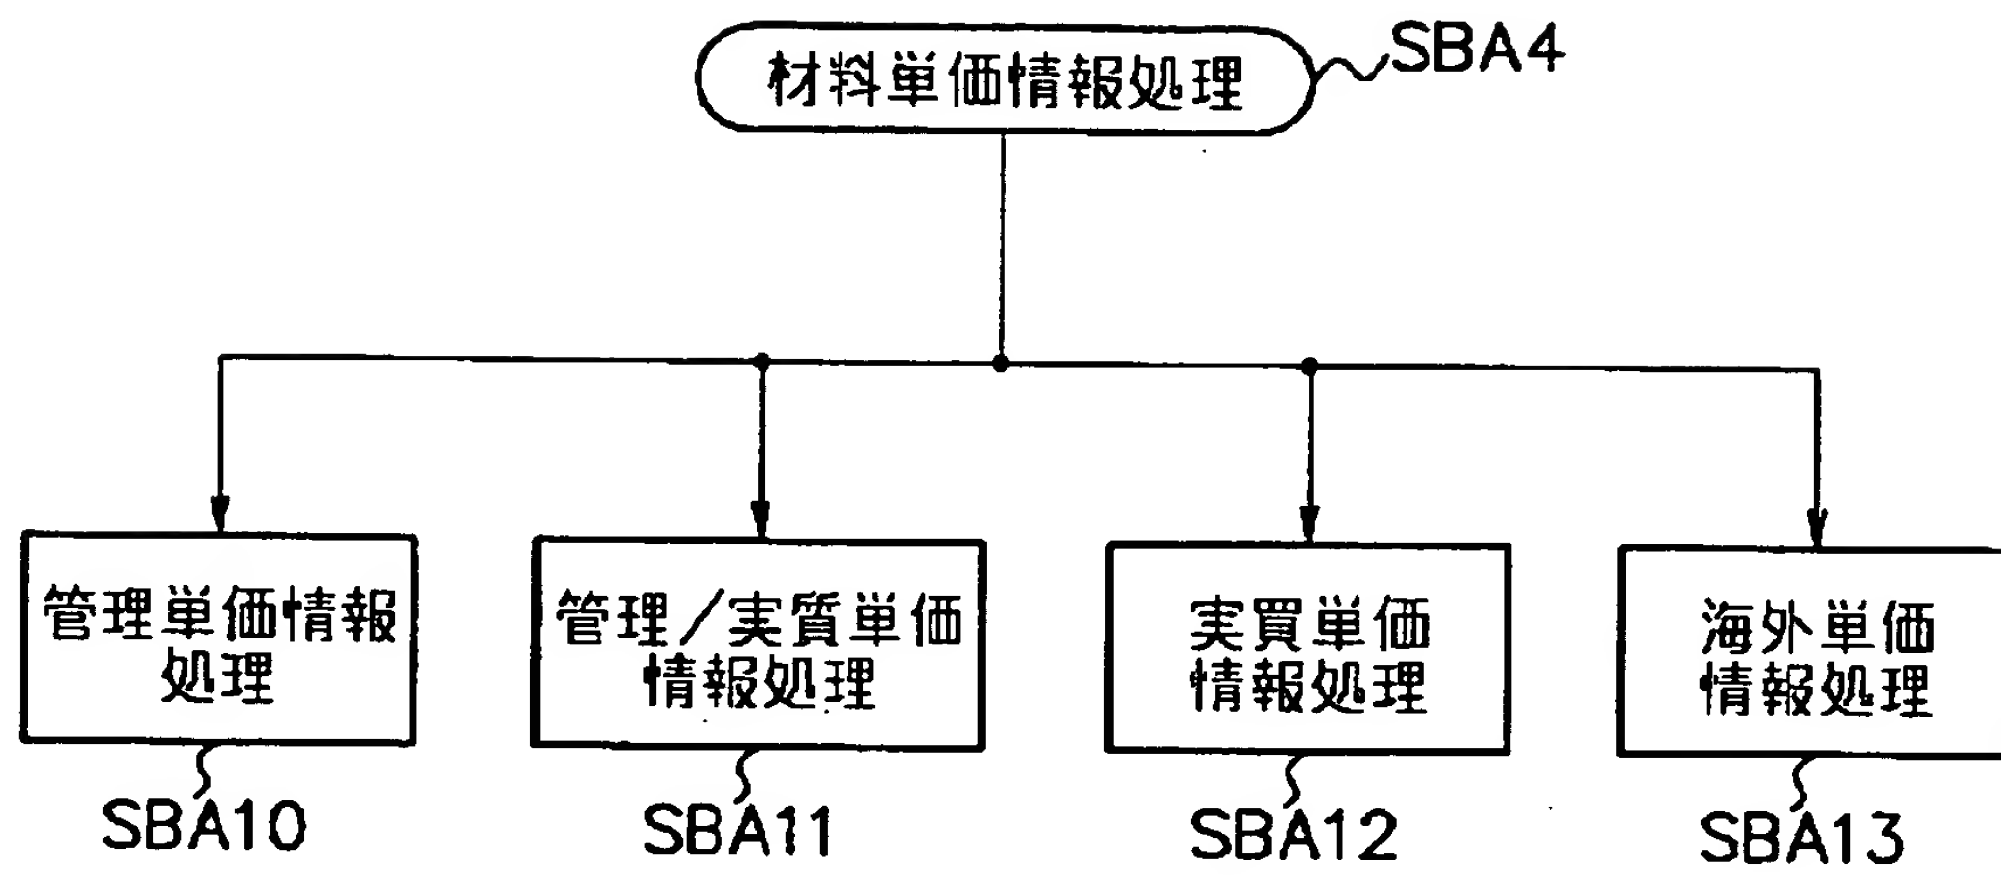 材料単価情報処理
SBA4
管理単価情報
処理
SBA10
管理/実質単価
情報処理
SBA11
実買単価
情報処理
SBA12
海外単価
情報処理
SBA13